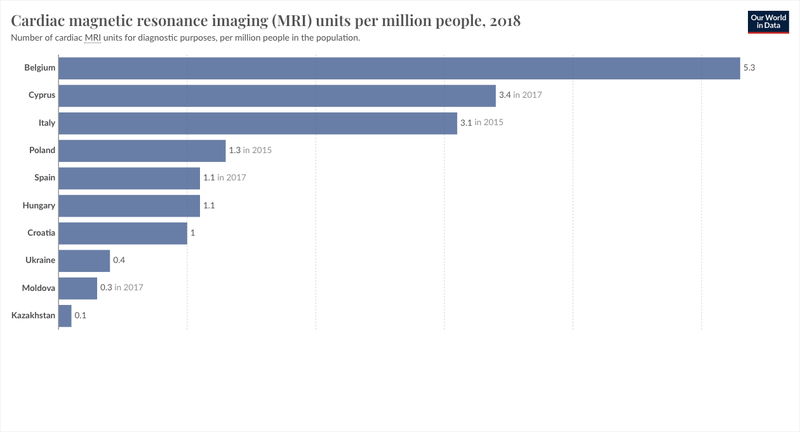 Cardiac magnetic resonance imaging (MRI) units per million people, 2018
Number of cardiac MRI units for diagnostic purposes, per million people in the population.
Our World
in Data
Belgium 5.3
Cyprus 3.4 in 2017
Italy 3.1 in 2015
Poland 1.3 in 2015
Spain 1.1 in 2017
Hungary 1.1
Croatia 1
Ukraine 0.4
Moldova 0.3 in 2017
Kazakhstan 0.1